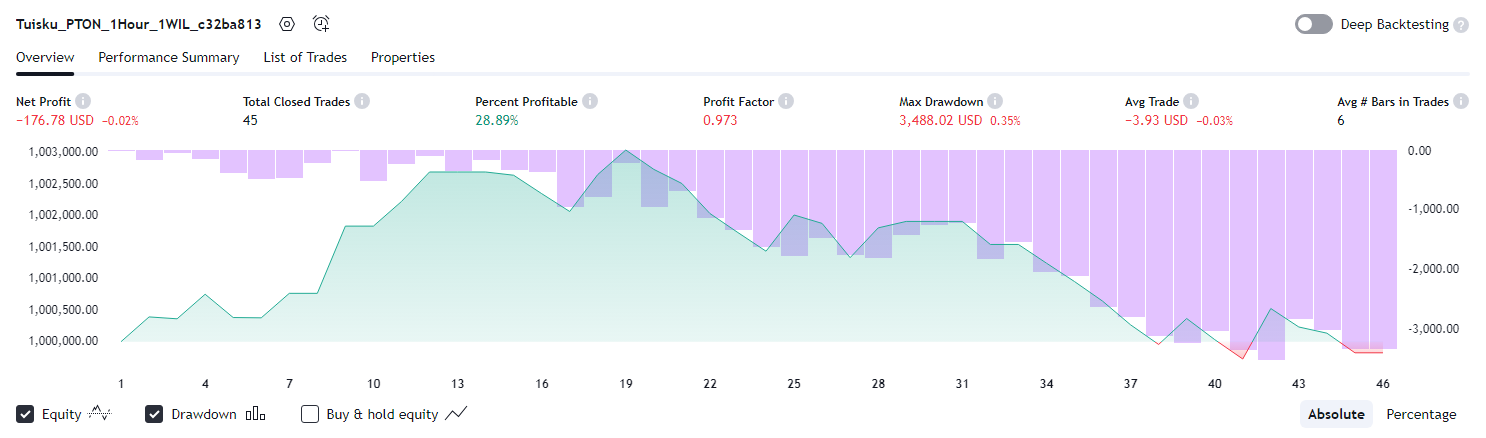 Tuisku_PTON_1Hour_1WIL_c32ba813 Deep Backtesting ?
Overview Performance Summary List of Trades Properties
Net Profit i Total Closed Trades i Percent Profitable i Profit Factor i Max Drawdown i Avg Trade i Avg # Bars in Trades i
−176.78 USD −0.02% 45 28.89% 0.973 3,488.02 USD 0.35% −3.93 USD −0.03% 6
1,003,000.00 0.00
1,002,500.00
1,002,000.00 -1,000.00
1,001,500.00
1,001,000.00 -2,000.00
1,000,500.00
1,000,000.00 -3,000.00
1 4 7 10 13 16 19 22 25 28 31 34 37 40 43 46
Equity Drawdown Buy & hold equity Absolute Percentage